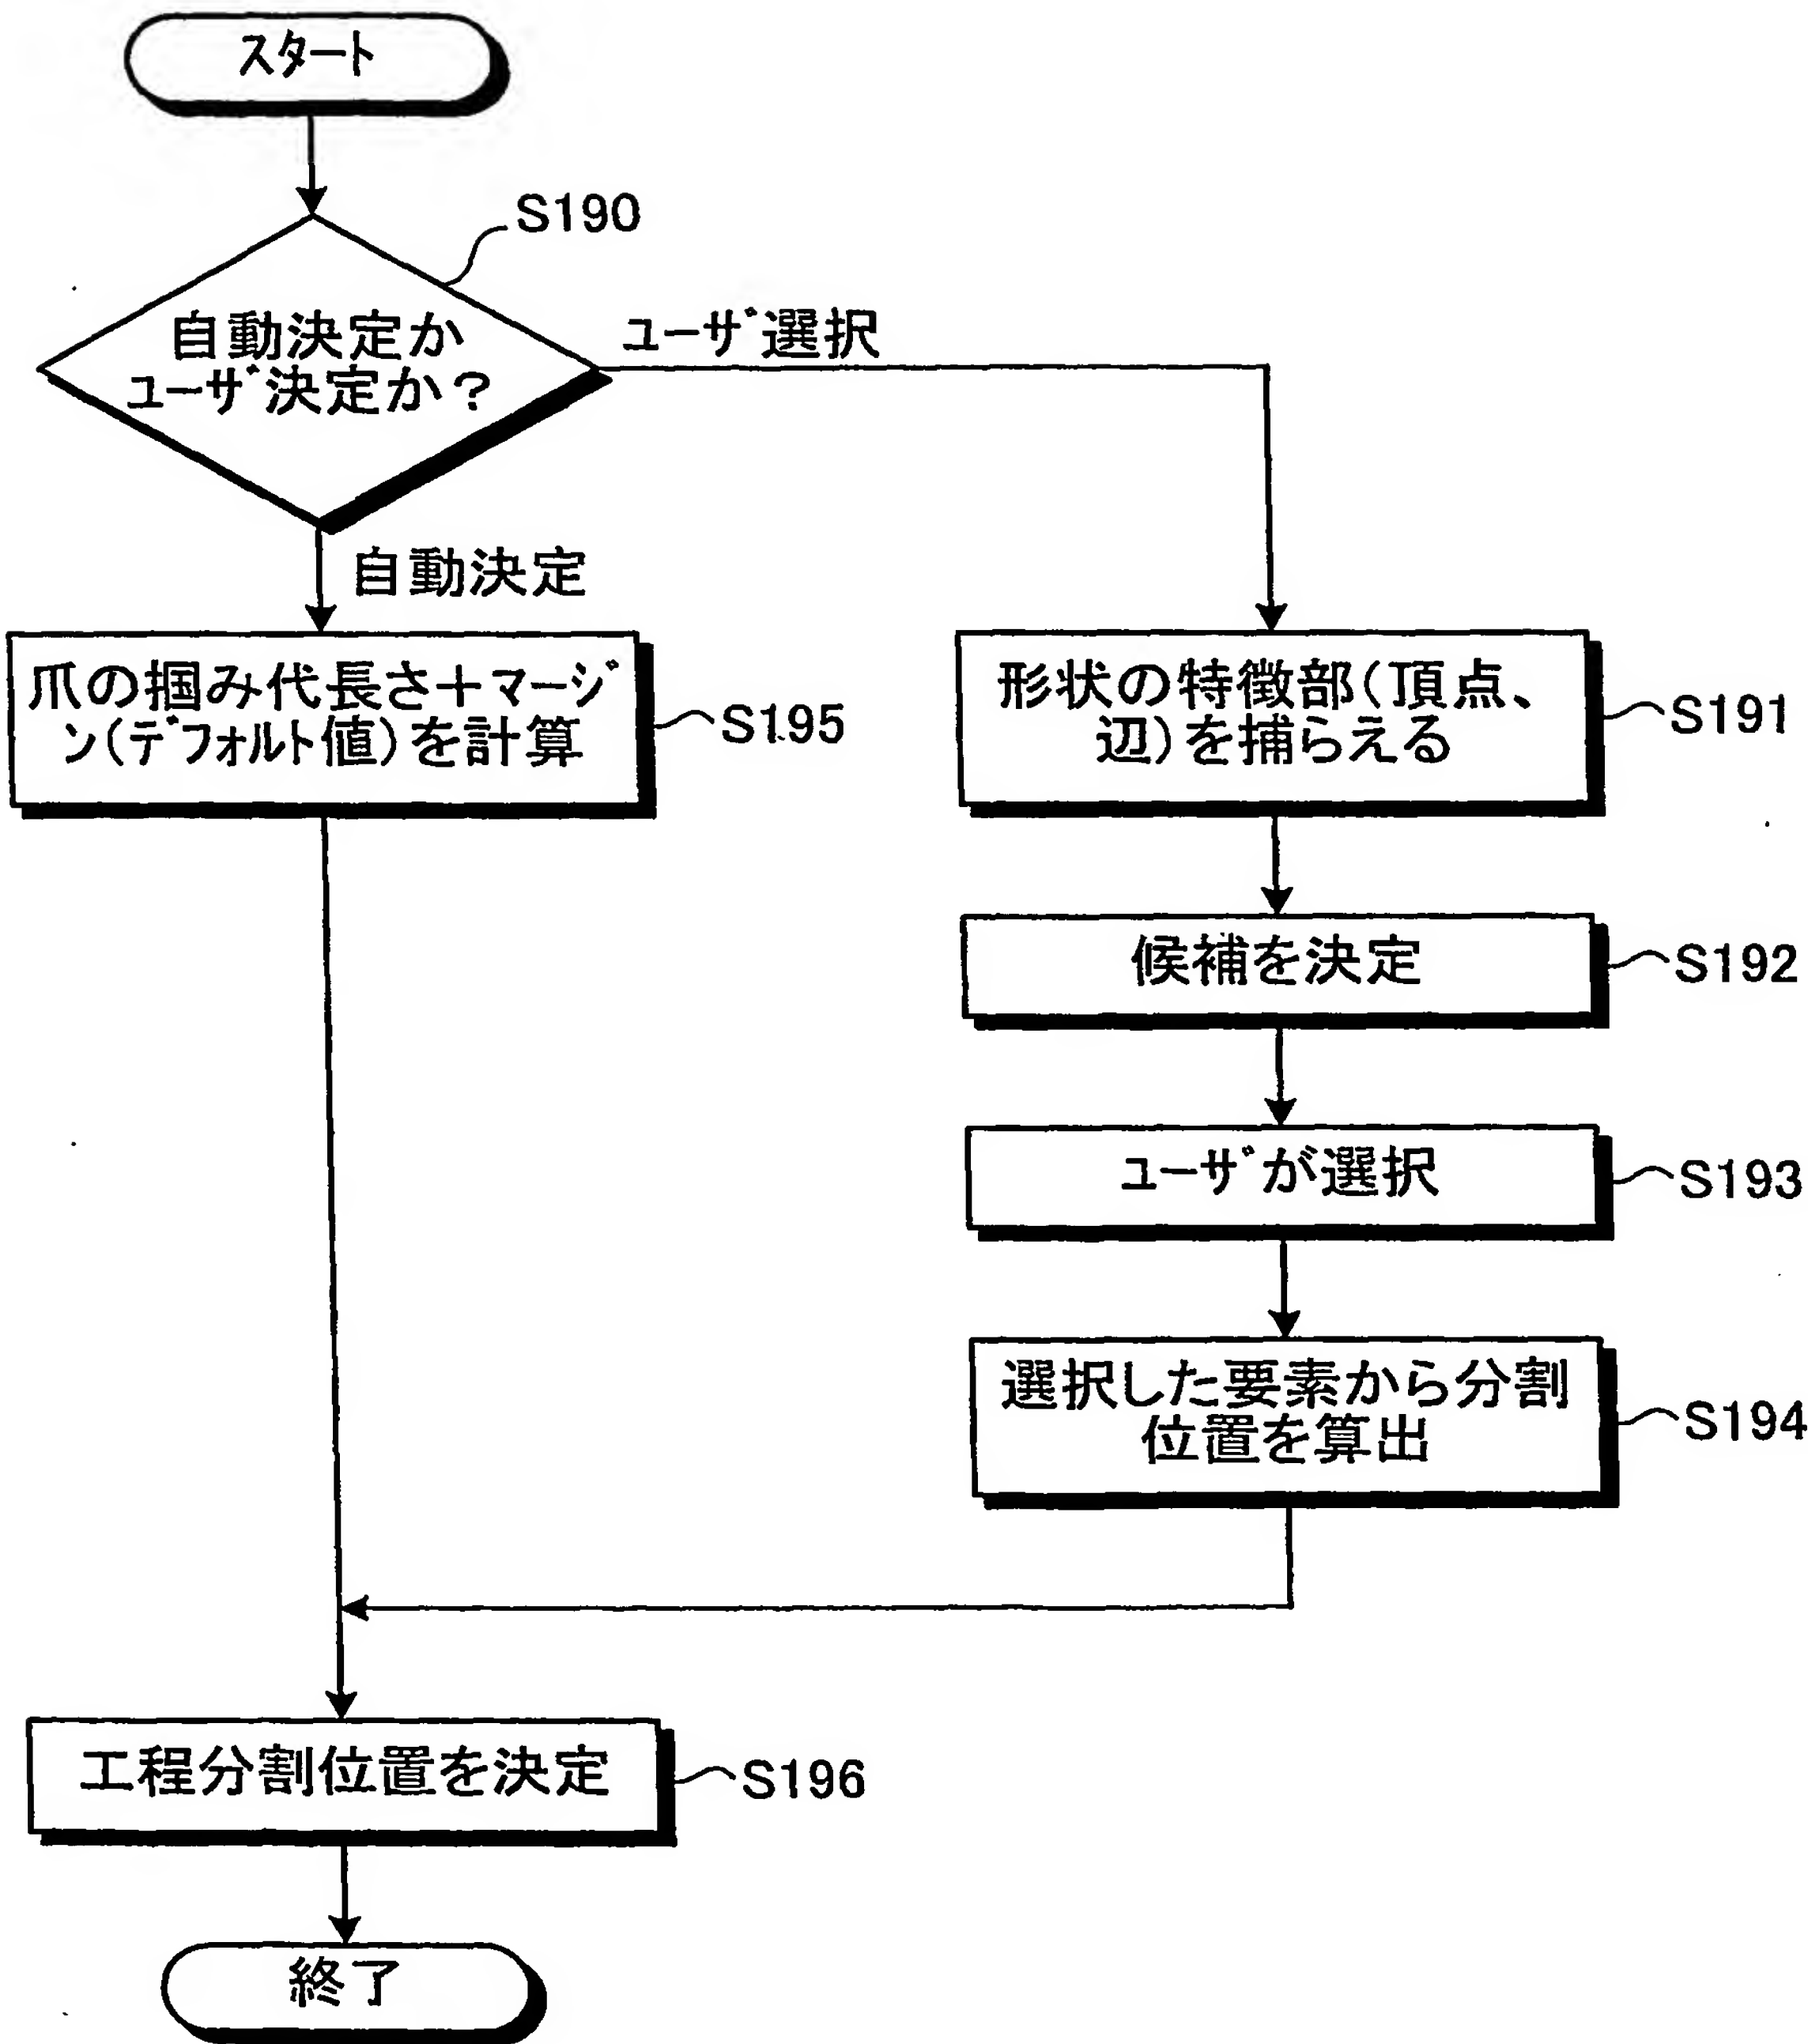 スタート
S190
自動決定か
ユーザ決定か？
ユーザ選択
自動決定
爪の掴み代長さ＋マージ
ン(デフォルト値)を計算
S195
形状の特徴部(頂点、
辺)を捕らえる
S191
候補を決定
S192
ユーザが選択
S193
選択した要素から分割
位置を算出
S194
工程分割位置を決定
S196
終了